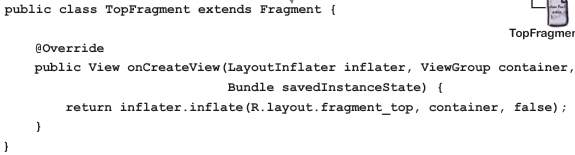 public class TopFragment extends Fragment {
TopFragmen
@Override
public View onCreateView(LayoutInflater inflater, ViewGroup container,
Bundle savedInstanceState) {
return inflater.inflate(R.layout.fragment_top, container, false);
}
}